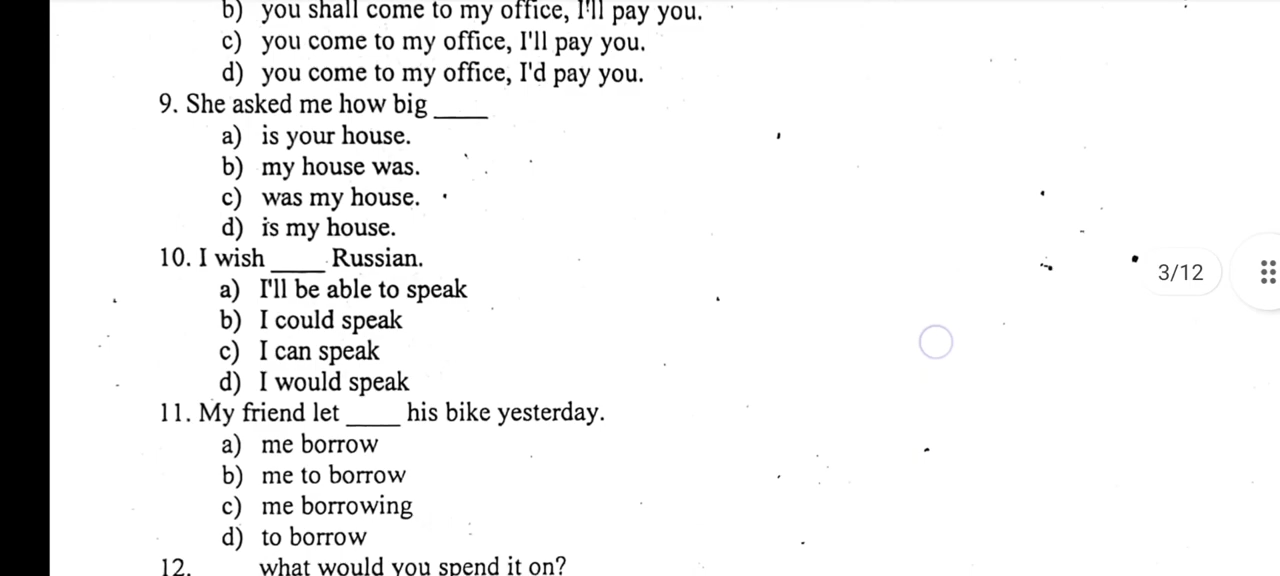 b) you shall come to my office, I'll pay you.
c) you come to my office, I'll pay you.
d) you come to my office, I'd pay you.
9. She asked me how big ____
a) is your house.
b) my house was.
c) was my house.
d) is my house.
10. I wish ____ Russian.
a) I'll be able to speak
b) I could speak
c) I can speak
d) I would speak
11. My friend let ____ his bike yesterday.
a) me borrow
b) me to borrow
c) me borrowing
d) to borrow
12. ____ what would you spend it on?
3/12